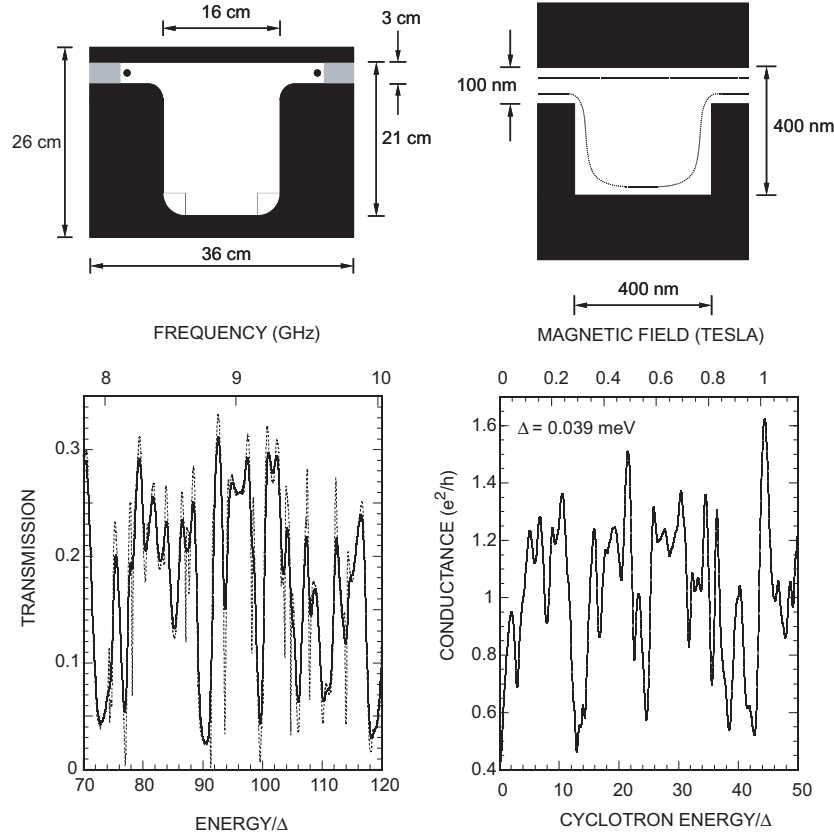 16 cm
3 cm
26 cm
21 cm
36 cm
100 nm
400 nm
400 nm
FREQUENCY (GHz)
8 9 10
TRANSMISSION
0.3
0.2
0.1
0
70 80 90 100 110 120
ENERGY/Δ
MAGNETIC FIELD (TESLA)
0 0.2 0.4 0.6 0.8 1
Δ = 0.039 meV
CONDUCTANCE (e²/h)
1.6
1.4
1.2
1
0.8
0.6
0.4
0 10 20 30 40 50
CYCLOTRON ENERGY/Δ